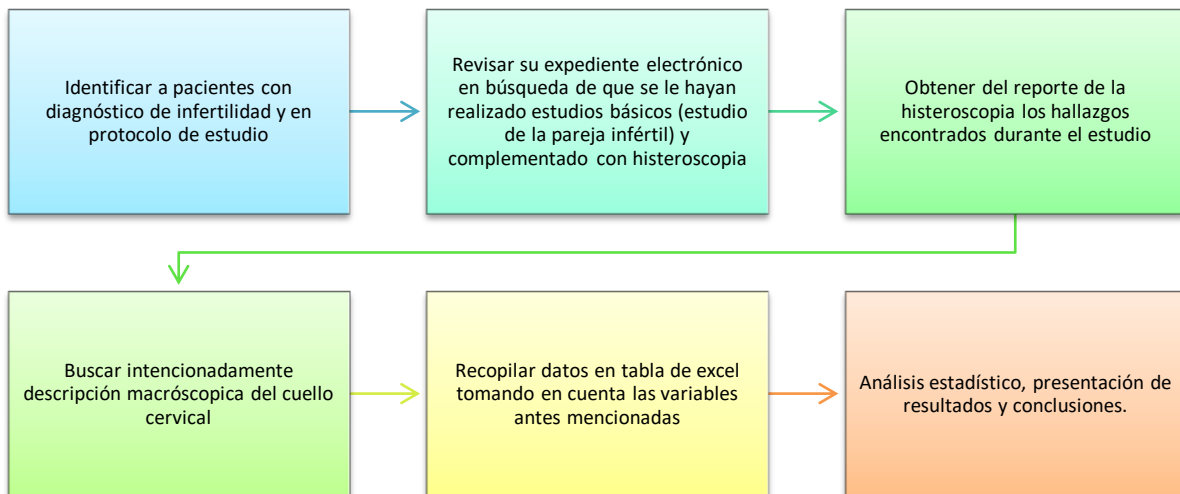 Identificar a pacientes con
diagnóstico de infertilidad y en
protocolo de estudio
Revisar su expediente electrónico
en búsqueda de que se le hayan
realizado estudios básicos (estudio
de la pareja infértil) y
complementado con histeroscopia
Obtener del reporte de la
histeroscopia los hallazgos
encontrados durante el estudio
Buscar intencionadamente
descripción macróscopica del cuello
cervical
Recopilar datos en tabla de excel
tomando en cuenta las variables
antes mencionadas
Análisis estadístico, presentación de
resultados y conclusiones.